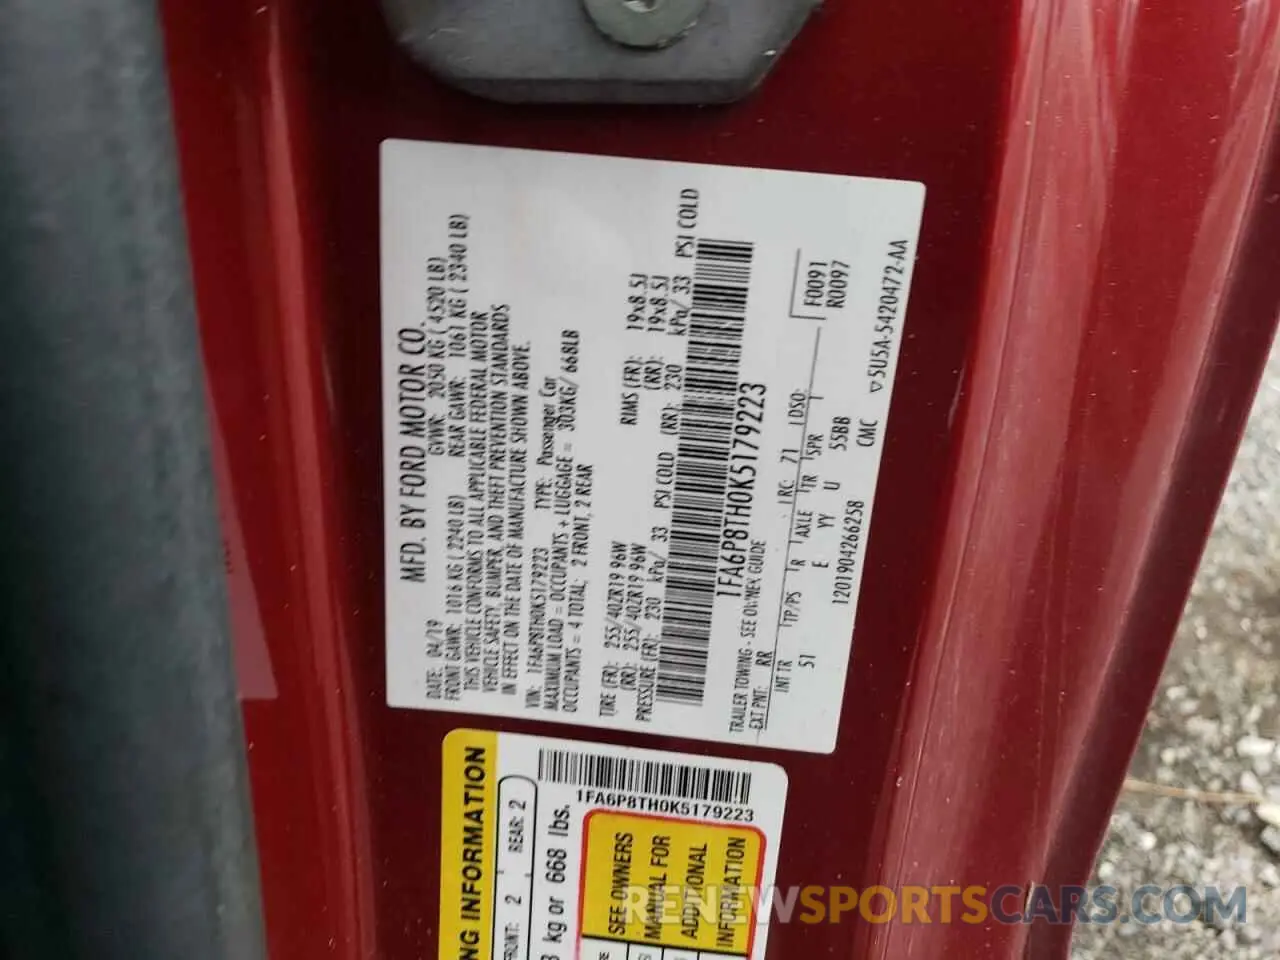 MFD. BY FORD MOTOR CO.
DATE: 04/19 GVWR: 2050 KG ( 4520 LB)
FRONT GAWR: 1016 KG ( 2240 LB) REAR GAWR: 1061 KG ( 2340 LB)
THIS VEHICLE CONFORMS TO ALL APPLICABLE FEDERAL MOTOR
VEHICLE SAFETY, BUMPER, AND THEFT PREVENTION STANDARDS
IN EFFECT ON THE DATE OF MANUFACTURE SHOWN ABOVE.
VIN: 1FA6P8TH0K5179223 TYPE: Passenger Car
MAXIMUM LOAD = OCCUPANTS + LUGGAGE = 303KG/ 668LB
OCCUPANTS = 4 TOTAL; 2 FRONT, 2 REAR
TIRE (FR): 255/40ZR19 96W RIMS (FR): 19x8.5J
(RR): 255/40ZR19 96W (RR): 19x8.5J
PRESSURE (FR): 230 kPa/ 33 PSI COLD (RR): 230 kPa/ 33 PSI COLD
1FA6P8TH0K5179223
TRAILER TOWING - SEE OWNER GUIDE
EXT PNT: RR RC: 71 DSO: F0091
R0097
INT TR TP/PS R AXLE TR SPR
51 E YY U 55BB
1201904266258 CMC ▽5U5A-5420472-AA
NG INFORMATION
FRONT: 2 REAR: 2
kg or 668 lbs.
1FA6P8TH0K5179223
SEE OWNERS
MANUAL FOR
ADDITIONAL
INFORMATION
RENEWSPORTSCARS.COM